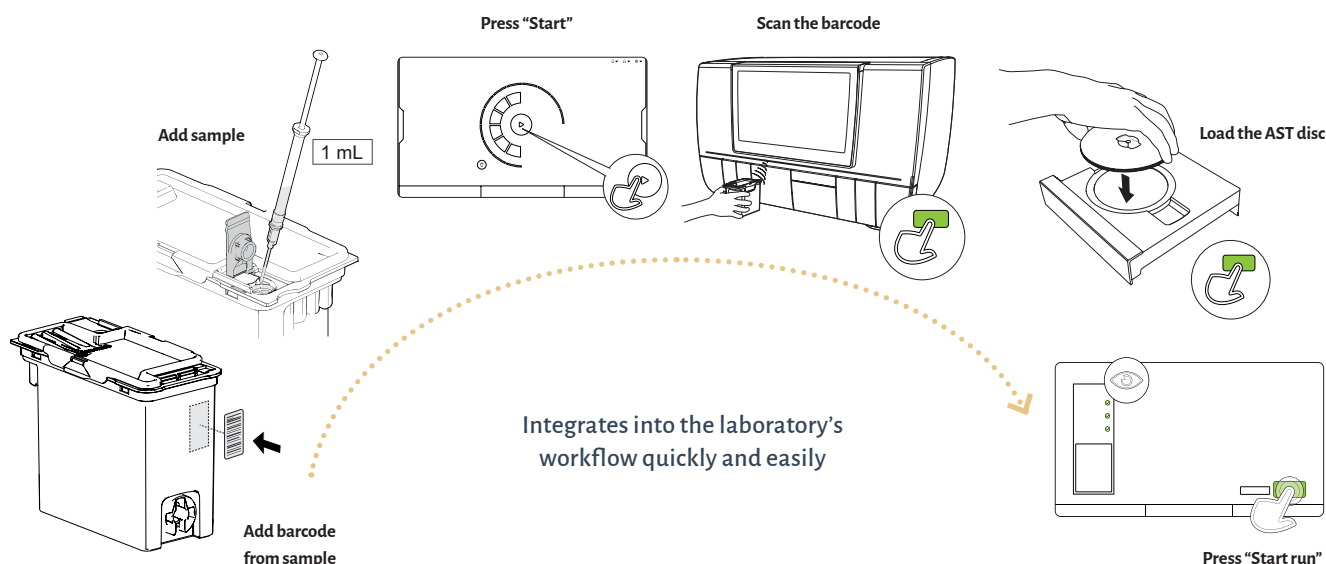 Press “Start”
Scan the barcode
Add sample
1 mL
Load the AST disc
Integrates into the laboratory’s
workflow quickly and easily
Add barcode
from sample
Press “Start run”